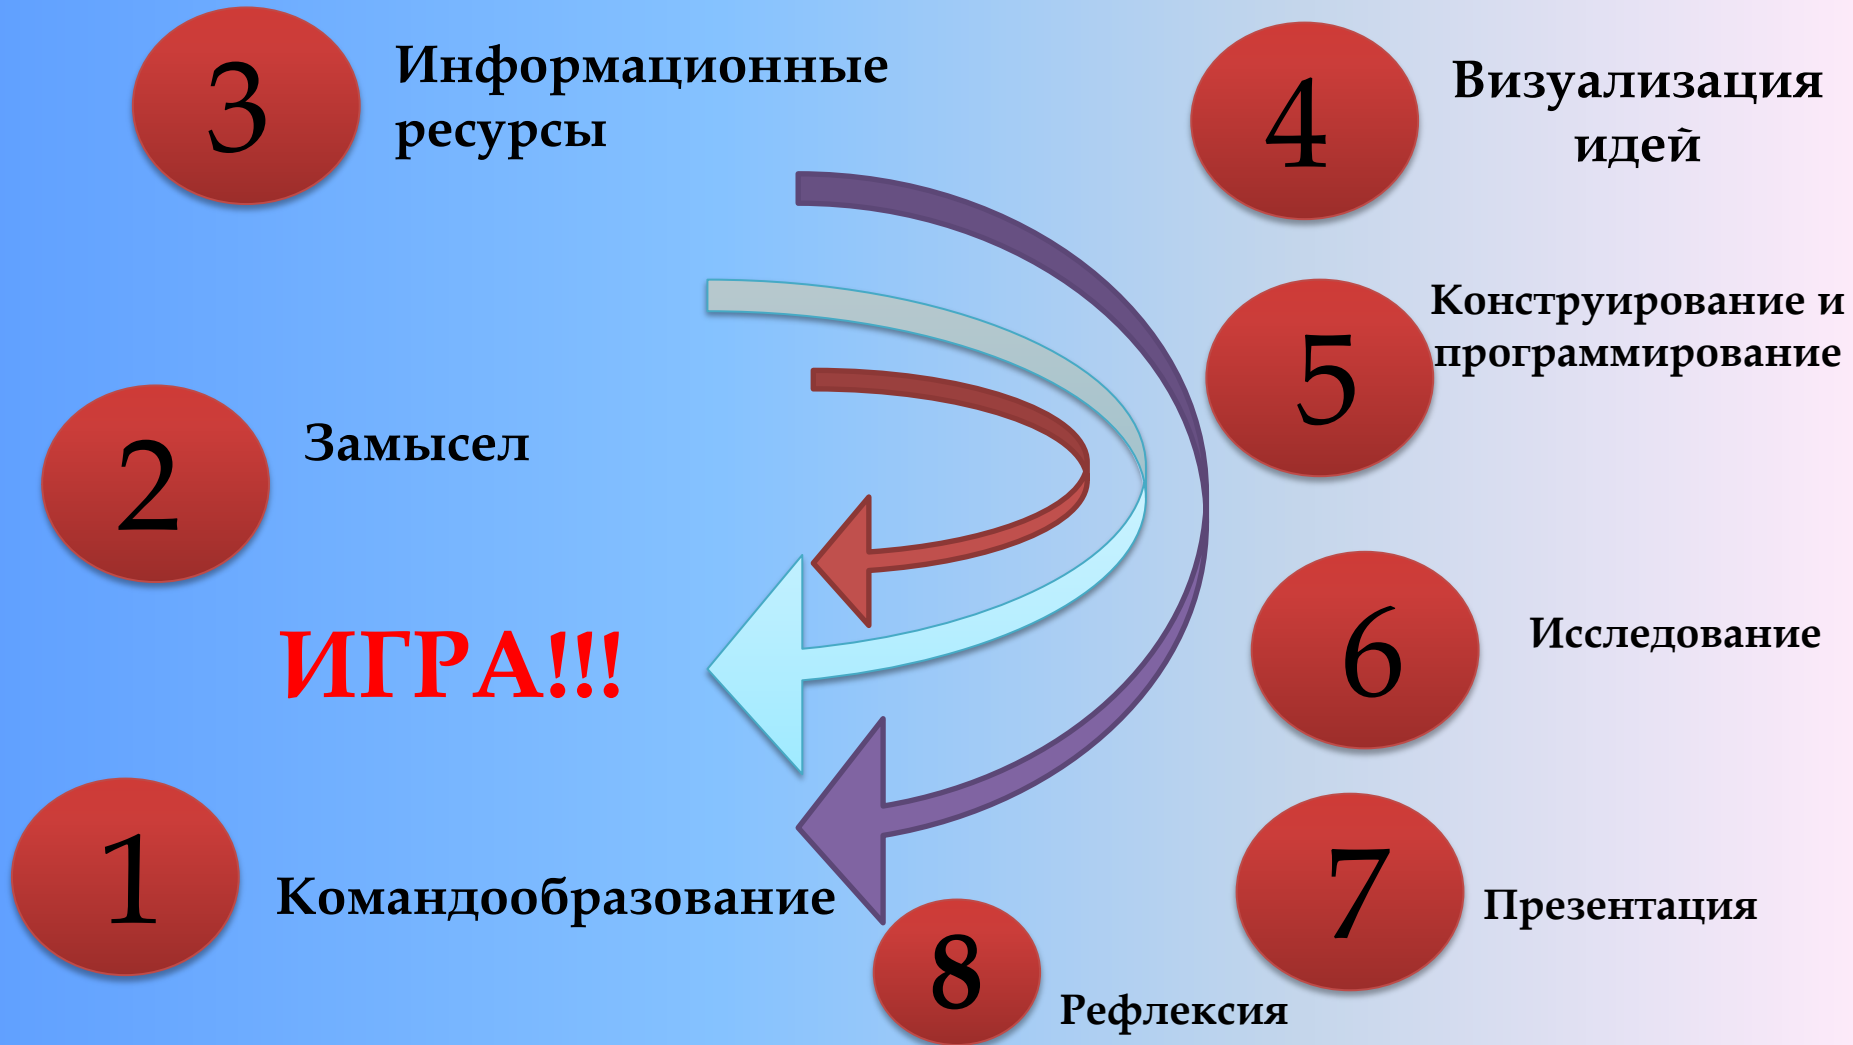 3
Информационные
ресурсы
4
Визуализация
идей
5
Конструирование и
программирование
2
Замысел
ИГРА!!!
6
Исследование
1
Командообразование
7
Презентация
8
Рефлексия